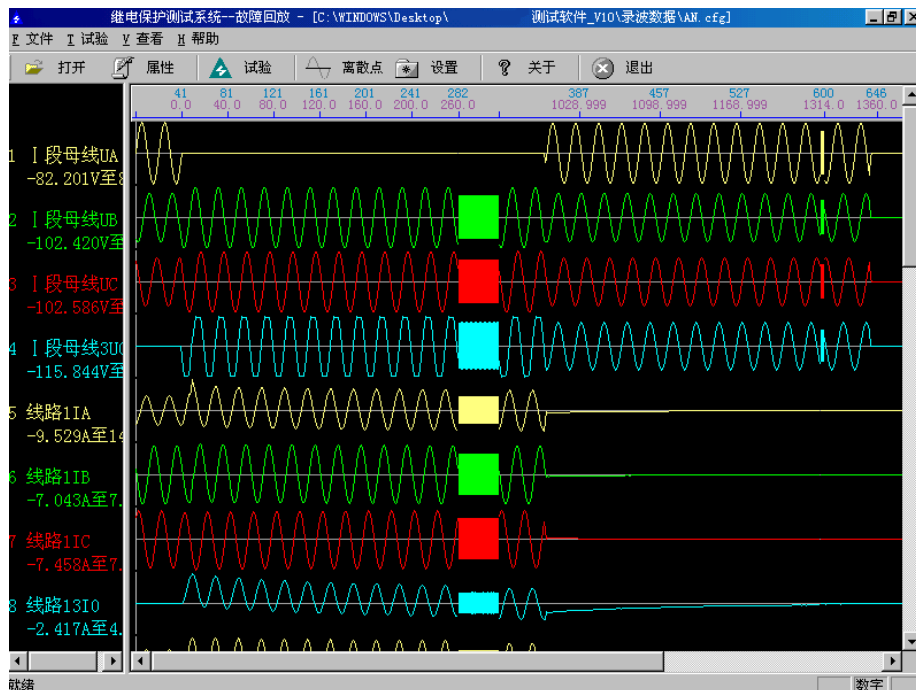 继电保护测试系统--故障回放 - [C:\WINDOWS\Desktop\ 测试软件_V10\录波数据\AN.cfg]
F 文件 T 试验 V 查看 H 帮助
打开 属性 试验 离散点 设置 关于 退出
41 81 121 161 201 241 282 387 457 527 600 646
0.0 40.0 80.0 120.0 160.0 200.0 260.0 1028.999 1098.999 1168.999 1314.0 1360.0
1 Ⅰ段母线UA
-82.201V至8
2 Ⅰ段母线UB
-102.420V至
3 Ⅰ段母线UC
-102.586V至
4 Ⅰ段母线3U0
-115.844V至
5 线路1IA
-9.529A至14
6 线路1IB
-7.043A至7.
7 线路1IC
-7.458A至7.
8 线路13I0
-2.417A至4.
就绪 数字